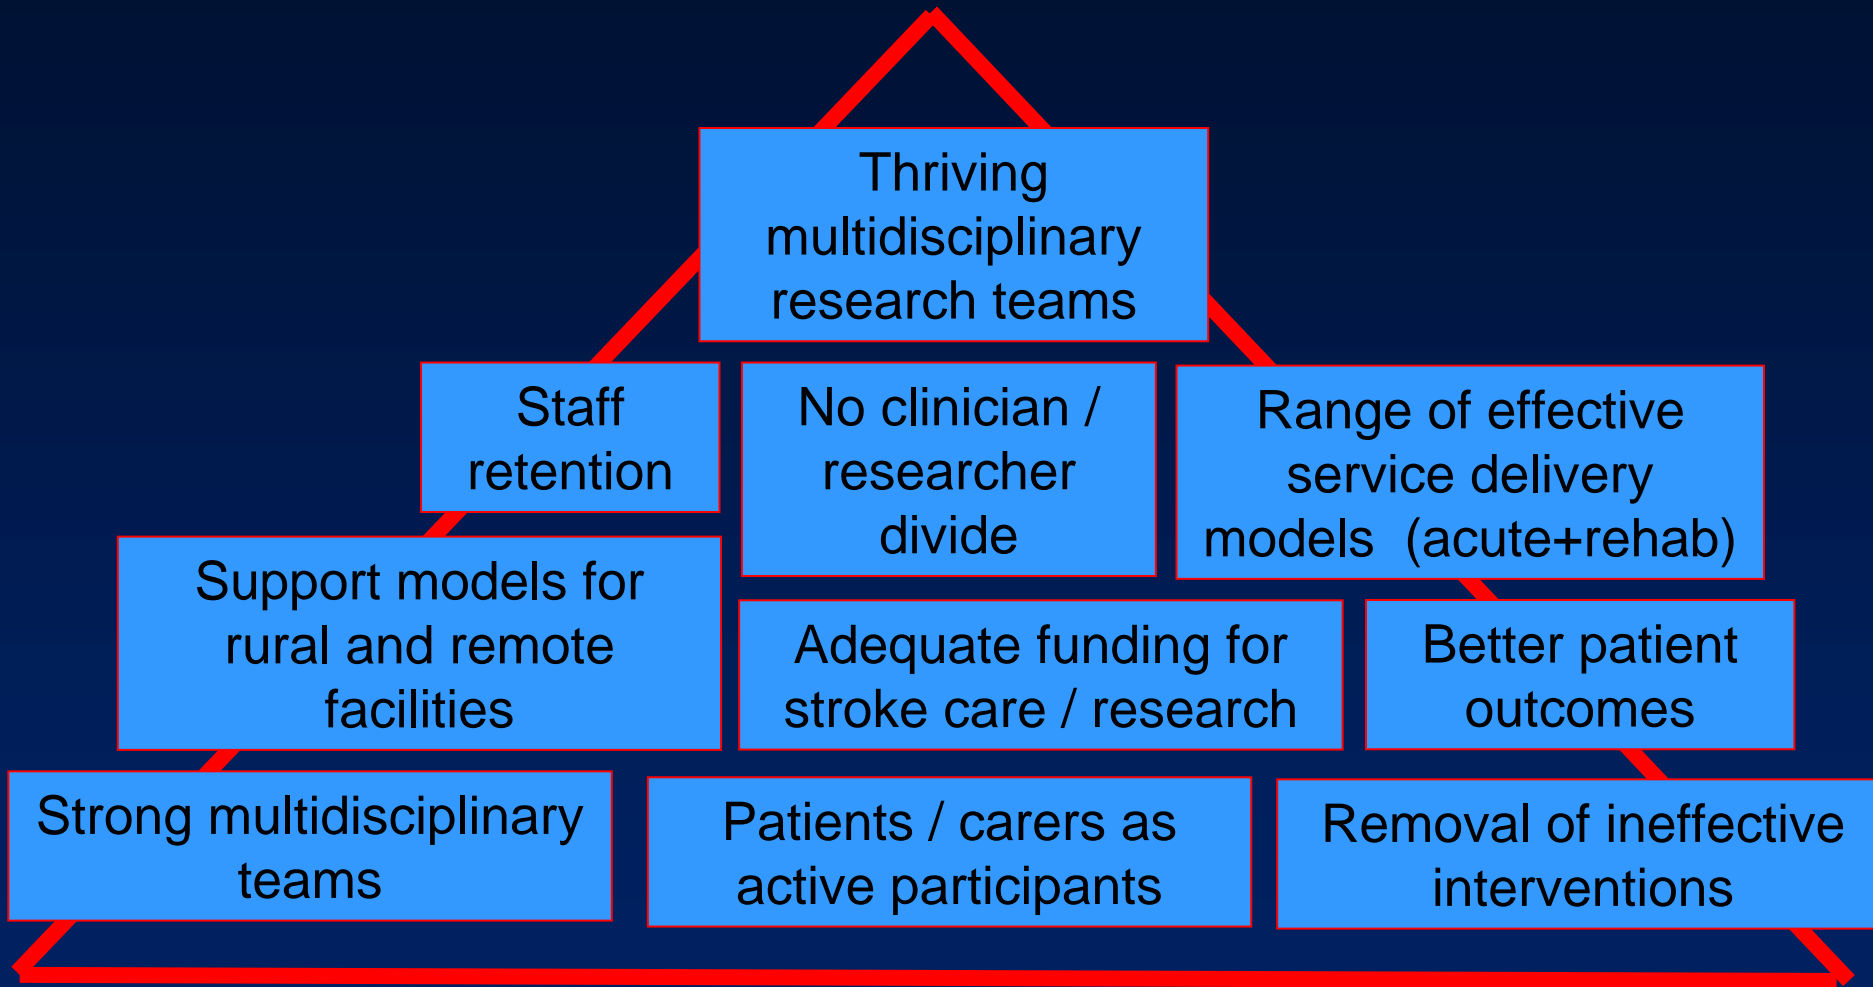 Thriving
multidisciplinary
research teams
Staff
retention
No clinician /
researcher
divide
Range of effective
service delivery
models (acute+rehab)
Support models for
rural and remote
facilities
Adequate funding for
stroke care / research
Better patient
outcomes
Strong multidisciplinary
teams
Patients / carers as
active participants
Removal of ineffective
interventions